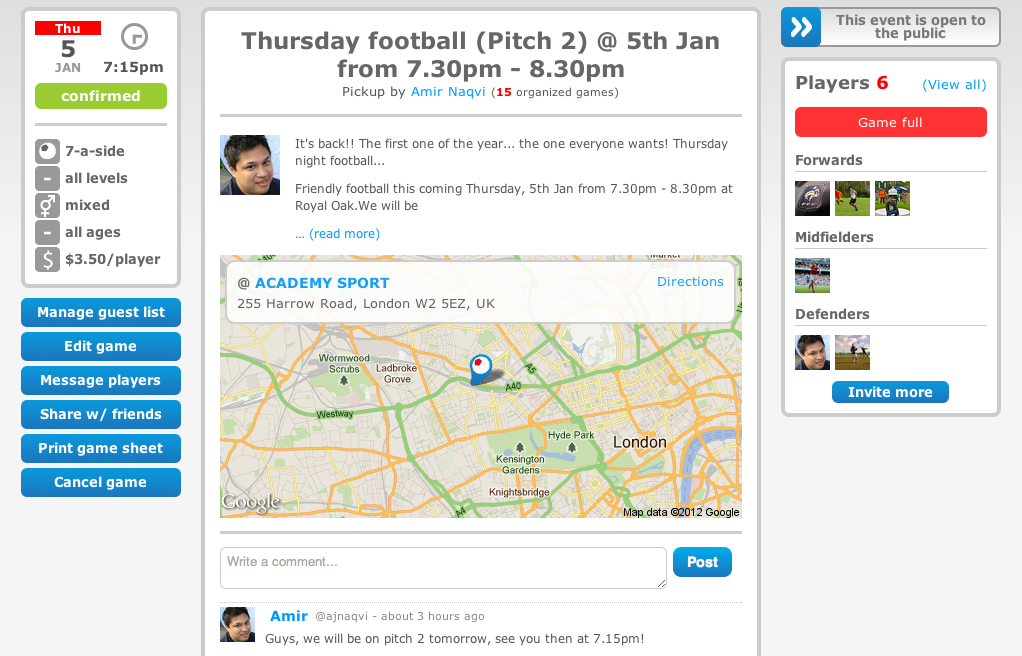 Thu
5
JAN
7:15pm
confirmed
7-a-side
- all levels
mixed
- all ages
$ $3.50/player
Manage guest list
Edit game
Message players
Share w/ friends
Print game sheet
Cancel game
Thursday football (Pitch 2) @ 5th Jan
from 7.30pm - 8.30pm
Pickup by Amir Naqvi (15 organized games)
It's back!! The first one of the year... the one everyone wants! Thursday
night football...
Friendly football this coming Thursday, 5th Jan from 7.30pm - 8.30pm at
Royal Oak.We will be
... (read more)
Market
@ ACADEMY SPORT
Directions
255 Harrow Road, London W2 5EZ, UK
Wormwood
Scrubs
Ladbroke
Grove
A5
A40
Westway
Hyde Park
London
Kensington
Gardens
Knightsbridge
A4
Google
Map data ©2012 Google
Write a comment...
Post
Amir @ajnaqvi - about 3 hours ago
Guys, we will be on pitch 2 tomorrow, see you then at 7.15pm!
This event is open to
the public
Players 6 (View all)
Game full
Forwards
Midfielders
Defenders
Invite more